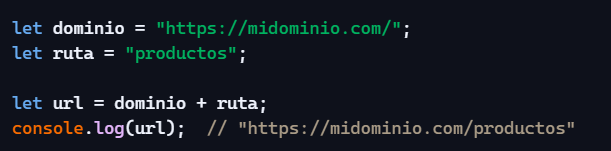 let dominio = "https://midominio.com/";
let ruta = "productos";
let url = dominio + ruta;
console.log(url);  // "https://midominio.com/productos"